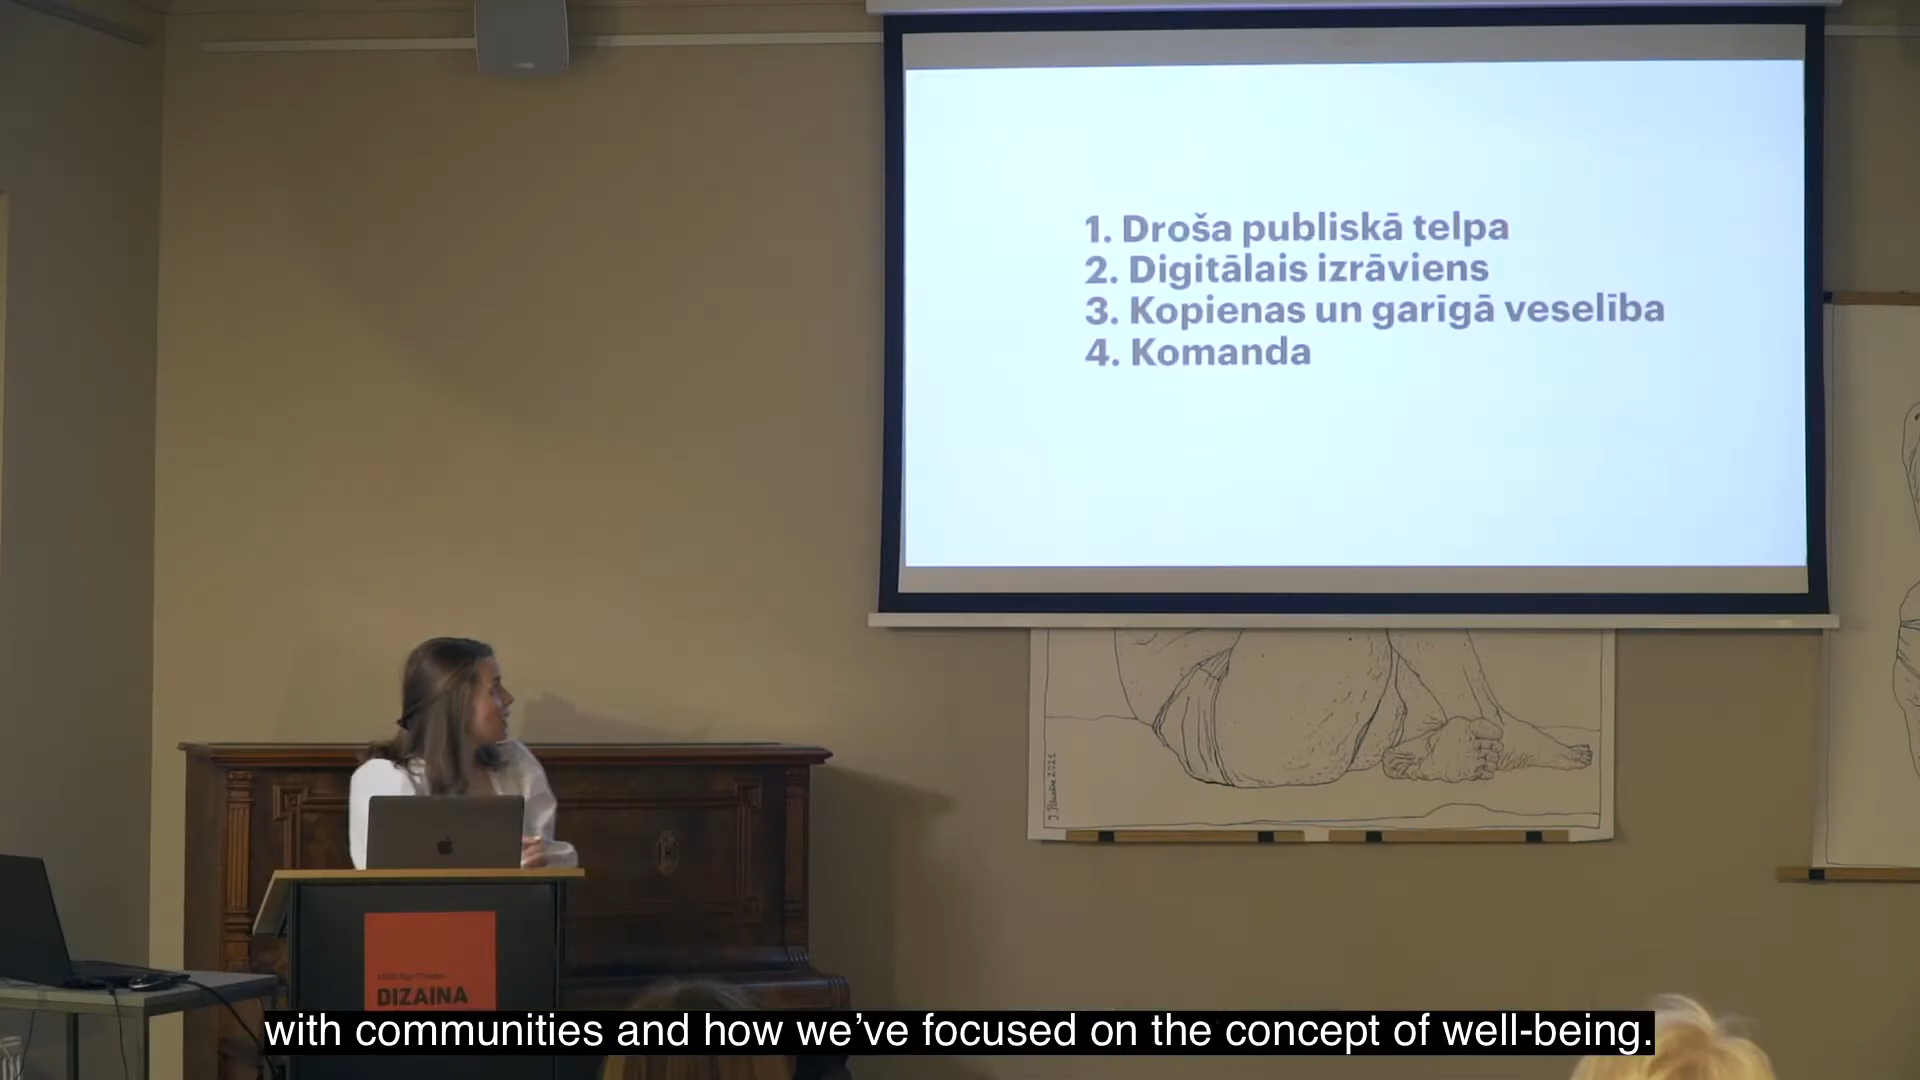 1. Droša publiskā telpa
2. Digitālais izrāviens
3. Kopienas un garīgā veselība
4. Komanda
DIZAINA
with communities and how we’ve focused on the concept of well-being.